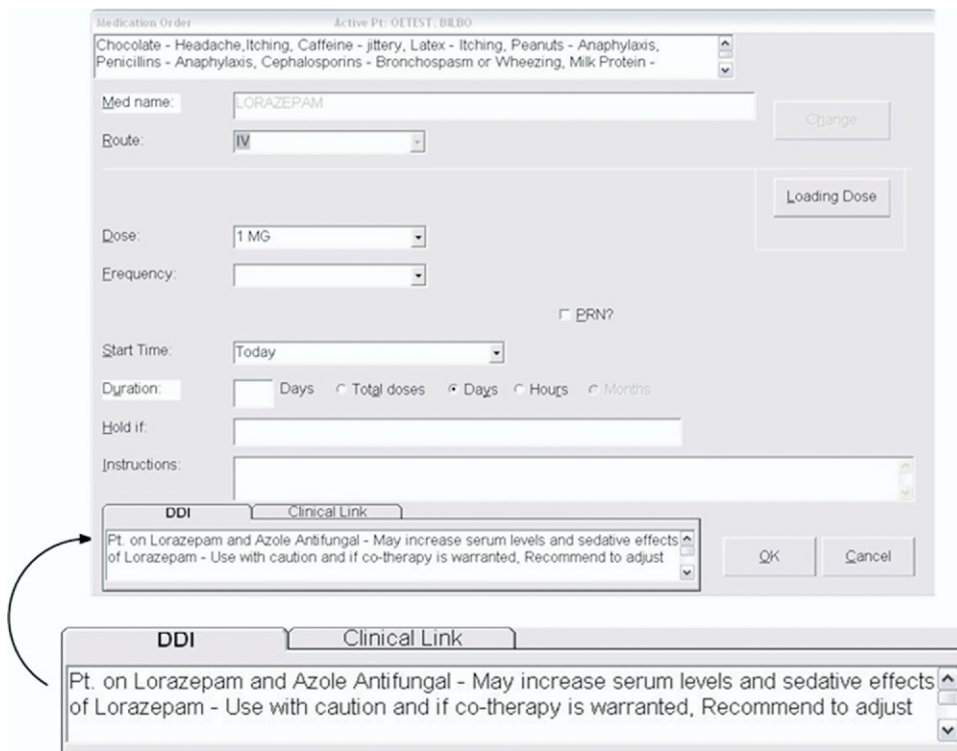 Medication Order Active Pt: OETEST, BILBO
Chocolate - Headache,Itching, Caffeine - jittery, Latex - Itching, Peanuts - Anaphylaxis,
Penicillins - Anaphylaxis, Cephalosporins - Bronchospasm or Wheezing, Milk Protein -
Med name: LORAZEPAM
Change
Route: IV
Loading Dose
Dose: 1 MG
Frequency:
PRN?
Start Time: Today
Duration: Days Total doses Days Hours Months
Hold if:
Instructions:
DDI Clinical Link
Pt. on Lorazepam and Azole Antifungal - May increase serum levels and sedative effects
of Lorazepam - Use with caution and if co-therapy is warranted, Recommend to adjust
OK Cancel
DDI Clinical Link
Pt. on Lorazepam and Azole Antifungal - May increase serum levels and sedative effects
of Lorazepam - Use with caution and if co-therapy is warranted, Recommend to adjust